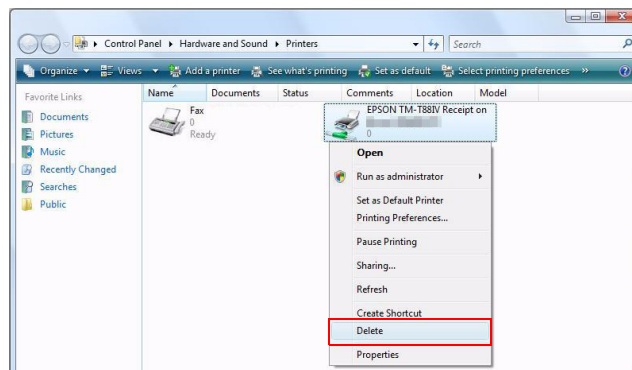 Control Panel Hardware and Sound Printers Search
Organize Views Add a printer See what's printing Set as default Select printing preferences »
Favorite Links Name Documents Status Comments Location Model
Documents
Pictures
Music
Recently Changed
Searches
Public
Fax
0
Ready
EPSON TM-T88IV Receipt on
0
Open
Run as administrator
Set as Default Printer
Printing Preferences...
Pause Printing
Sharing...
Refresh
Create Shortcut
Delete
Properties